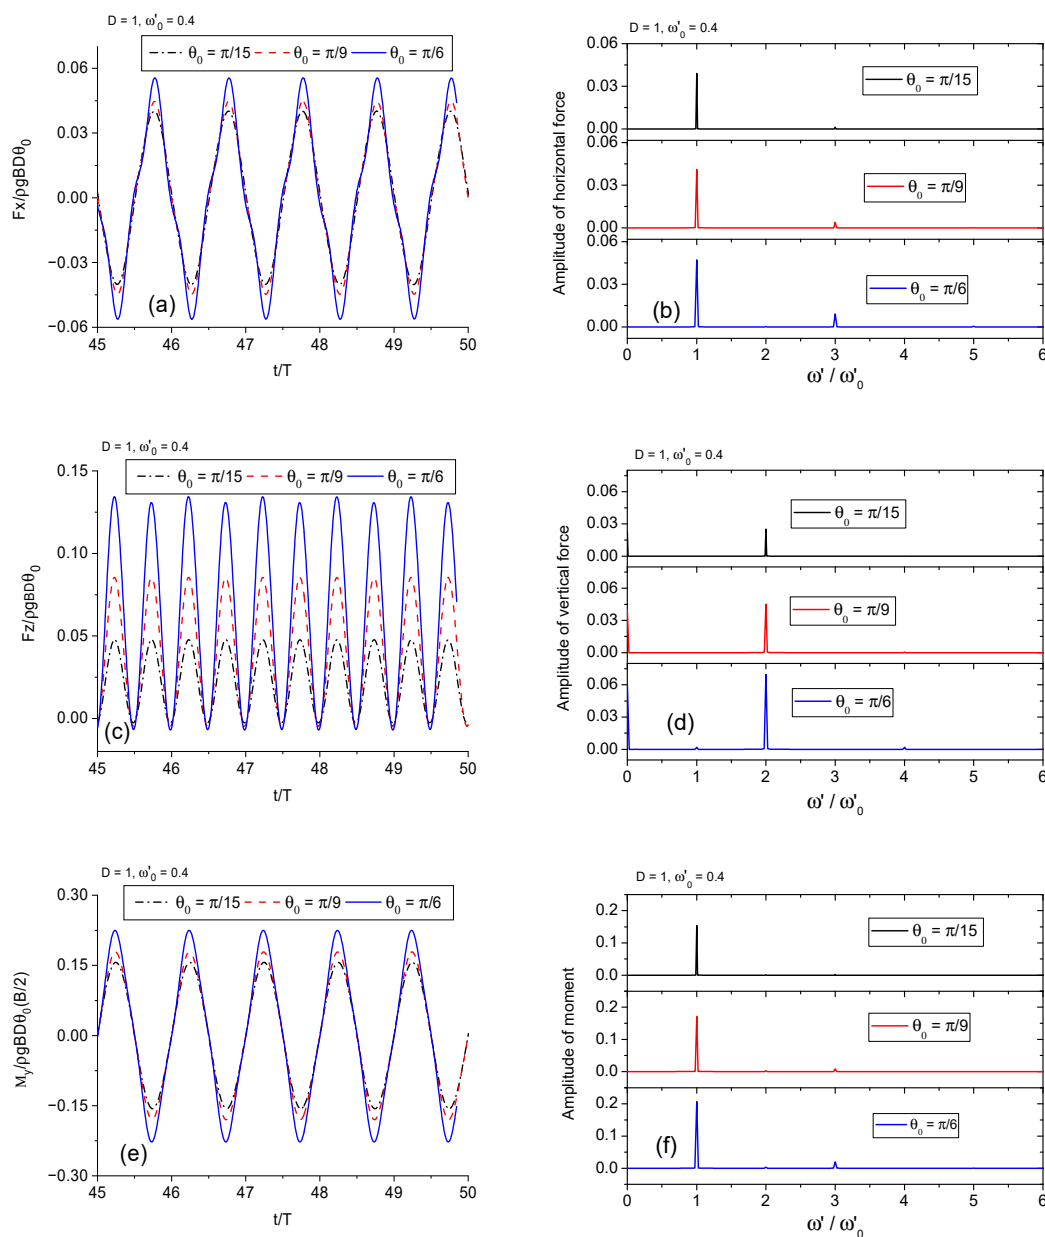 D = 1, ω'₀ = 0.4
θ₀ = π/15 θ₀ = π/9 θ₀ = π/6
0.06
0.03
0.00
−0.03
−0.06
Fx/ρgBDθ₀
(a)
45 46 47 48 49 50
t/T
D = 1, ω'₀ = 0.4
0.06
0.03
0.00
θ₀ = π/15
0.06
0.03
0.00
θ₀ = π/9
0.06
0.03
0.00
θ₀ = π/6
Amplitude of horizontal force
(b)
0 1 2 3 4 5 6
ω' / ω'₀
D = 1, ω'₀ = 0.4
θ₀ = π/15 θ₀ = π/9 θ₀ = π/6
0.15
0.10
0.05
0.00
Fz/ρgBDθ₀
(c)
45 46 47 48 49 50
t/T
D = 1, ω'₀ = 0.4
0.06
0.03
0.00
θ₀ = π/15
0.06
0.03
0.00
θ₀ = π/9
0.06
0.03
0.00
θ₀ = π/6
Amplitude of vertical force
(d)
0 1 2 3 4 5 6
ω' / ω'₀
D = 1, ω'₀ = 0.4
θ₀ = π/15 θ₀ = π/9 θ₀ = π/6
0.30
0.15
0.00
−0.15
−0.30
My/ρgBDθ₀(B/2)
(e)
45 46 47 48 49 50
t/T
D = 1, ω'₀ = 0.4
0.2
0.1
0.0
θ₀ = π/15
0.2
0.1
0.0
θ₀ = π/9
0.2
0.1
0.0
θ₀ = π/6
Amplitude of moment
(f)
0 1 2 3 4 5 6
ω' / ω'₀